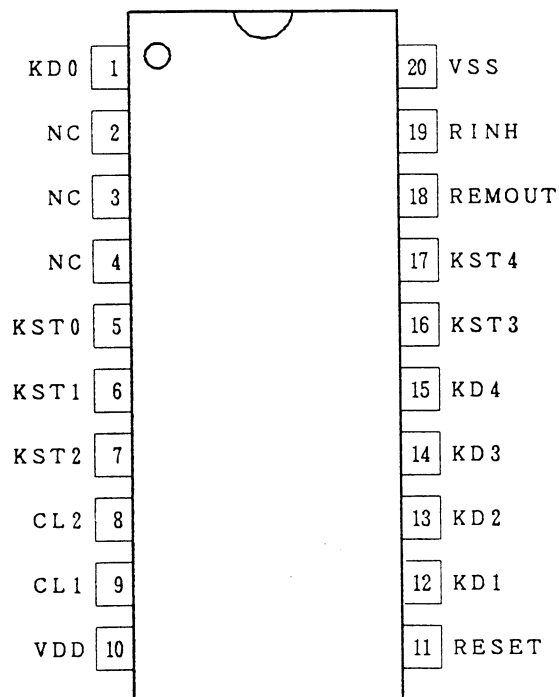 KD0 1 20 VSS
NC 2 19 RINH
NC 3 18 REMOUT
NC 4 17 KST4
KST0 5 16 KST3
KST1 6 15 KD4
KST2 7 14 KD3
CL2 8 13 KD2
CL1 9 12 KD1
VDD 10 11 RESET